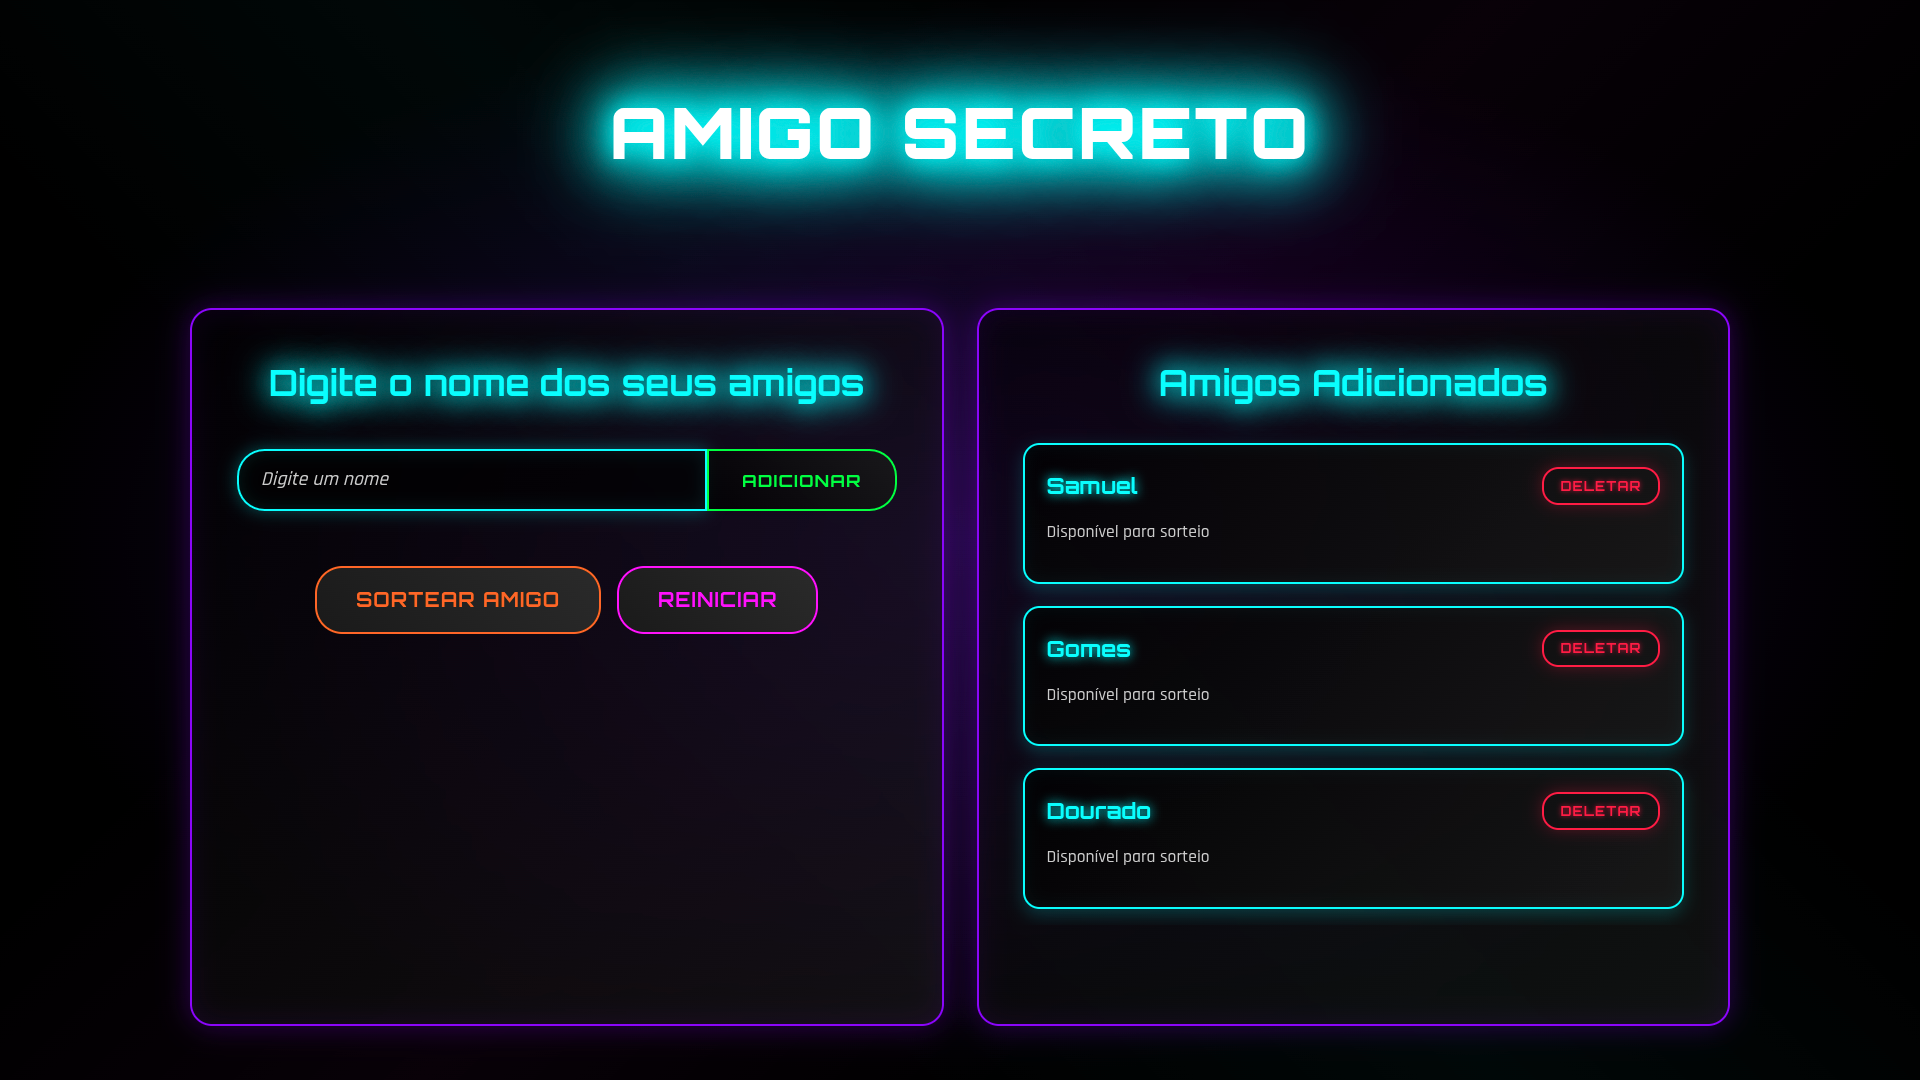 AMIGO SECRETO
Digite o nome dos seus amigos
Digite um nome
ADICIONAR
SORTEAR AMIGO
REINICIAR
Amigos Adicionados
Samuel
DELETAR
Disponível para sorteio
Gomes
DELETAR
Disponível para sorteio
Dourado
DELETAR
Disponível para sorteio